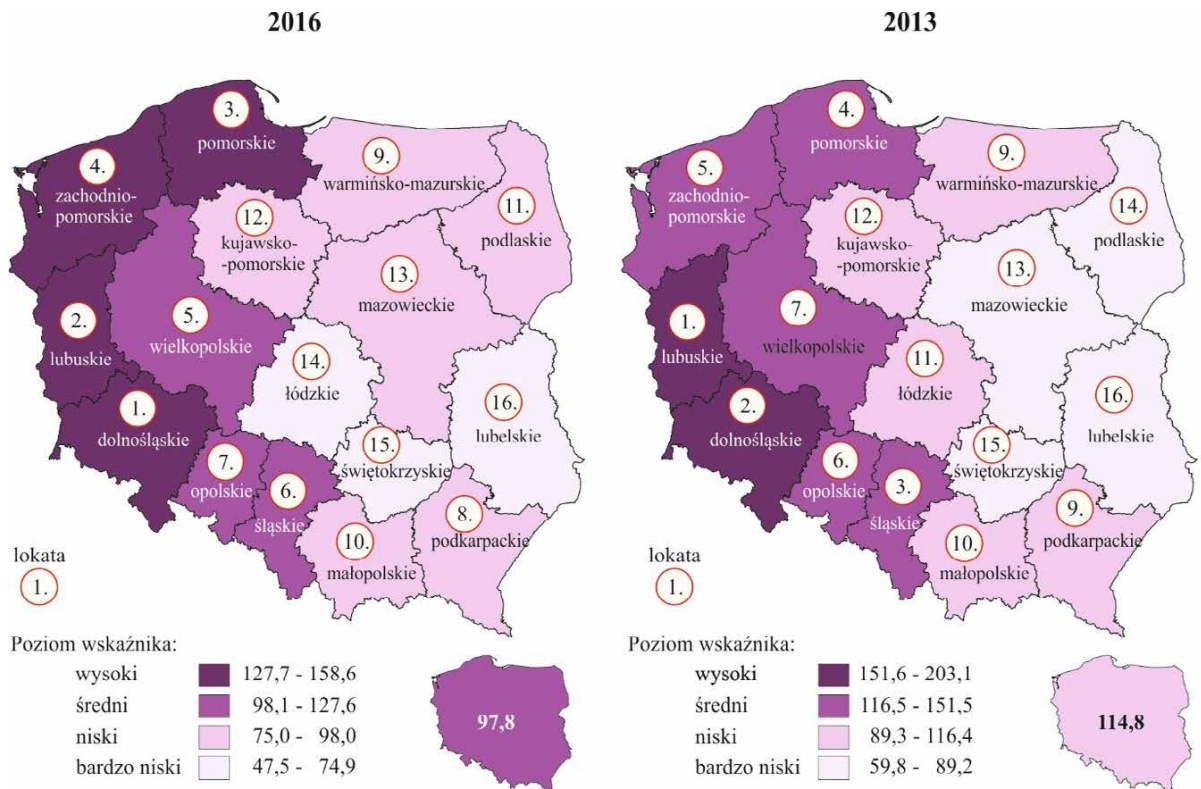 2016
3.
pomorskie
4.
zachodnio-
pomorskie
9.
warmińsko-mazurskie
11.
podlaskie
12.
kujawsko-
-pomorskie
13.
mazowieckie
2.
lubuskie
5.
wielkopolskie
14.
łódzkie
16.
lubelskie
1.
dolnośląskie
15.
świętokrzyskie
7.
opolskie
6.
śląskie
8.
podkarpackie
10.
małopolskie
lokata
1.
Poziom wskaźnika:
wysoki 127,7 - 158,6
średni 98,1 - 127,6
niski 75,0 - 98,0
bardzo niski 47,5 - 74,9
97,8
2013
4.
pomorskie
5.
zachodnio-
pomorskie
9.
warmińsko-mazurskie
14.
podlaskie
12.
kujawsko-
-pomorskie
13.
mazowieckie
1.
lubuskie
7.
wielkopolskie
11.
łódzkie
16.
lubelskie
2.
dolnośląskie
15.
świętokrzyskie
6.
opolskie
3.
śląskie
9.
podkarpackie
10.
małopolskie
lokata
1.
Poziom wskaźnika:
wysoki 151,6 - 203,1
średni 116,5 - 151,5
niski 89,3 - 116,4
bardzo niski 59,8 - 89,2
114,8